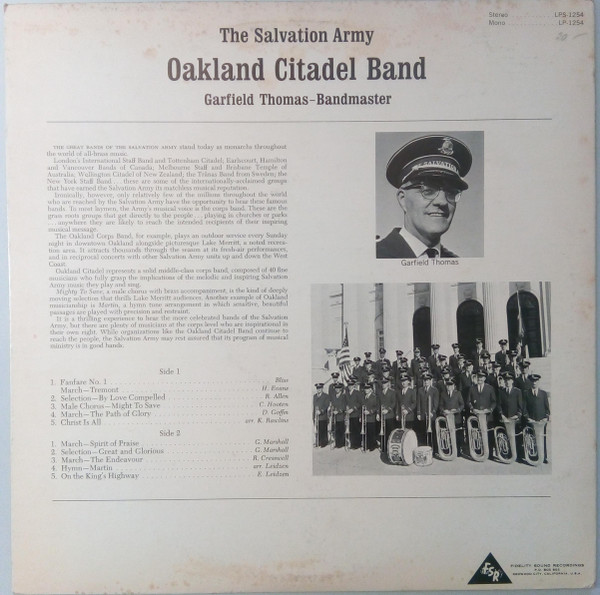 Stereo . . . . . . . . . . LPS-1254
Mono . . . . . . . . . . LP-1254
The Salvation Army
Oakland Citadel Band
Garfield Thomas–Bandmaster
THE GREAT BANDS OF THE SALVATION ARMY stand today as monarchs throughout
the world of all-brass music.
London's International Staff Band and Tottenham Citadel; Earlscourt, Hamilton
and Vancouver Bands of Canada; Melbourne Staff and Brisbane Temple of
Australia; Wellington Citadel of New Zealand; the Tranas Band from Sweden; the
New York Staff Band . . . these are some of the internationally-acclaimed groups
that have earned the Salvation Army its matchless musical reputation.
Ironically, however, only relatively few of the millions throughout the world
who are reached by the Salvation Army have the opportunity to hear these famous
bands. To most laymen, the Army's musical voice is the corps band. These are the
grass roots groups that get directly to the people . . . playing in churches or parks
. . . anywhere they are likely to reach the intended recipients of their inspiring
musical message.
The Oakland Corps Band, for example, plays an outdoor service every Sunday
night in downtown Oakland alongside picturesque Lake Merritt, a noted recrea-
tion area. It attracts thousands through the season at its fresh-air performances,
and in reciprocal concerts with other Salvation Army units up and down the West
Coast.
Oakland Citadel represents a solid middle-class corps band, composed of 40 fine
musicians who fully grasp the implications of the melodic and inspiring Salvation
Army music they play and sing.
Mighty To Save, a male chorus with brass accompaniment, is the kind of deeply
moving selection that thrills Lake Merritt audiences. Another example of Oakland
musicianship is Martin, a hymn tune arrangement in which sensitive, beautiful
passages are played with precision and restraint.
It is a thrilling experience to hear the more celebrated bands of the Salvation
Army, but there are plenty of musicians at the corps level who are inspirational in
their own right. While organizations like the Oakland Citadel continue to
reach the people, the Salvation Army may rest assured that its program of musical
ministry is in good hands.
Garfield Thomas
Side 1
1. Fanfare No. 1 Bliss
March—Tremont H. Evans
2. Selection—By Love Compelled R. Allen
3. Male Chorus—Might To Save C. Hooton
4. March—The Path of Glory D. Goffin
5. Christ Is All arr. K. Rawlins
Side 2
1. March—Spirit of Praise G. Marshall
2. Selection—Great and Glorious G. Marshall
3. March—The Endeavour R. Cresswell
4. Hymn—Martin arr. Leidzen
5. On the King's Highway E. Leidzen
FSR
FIDELITY SOUND RECORDINGS